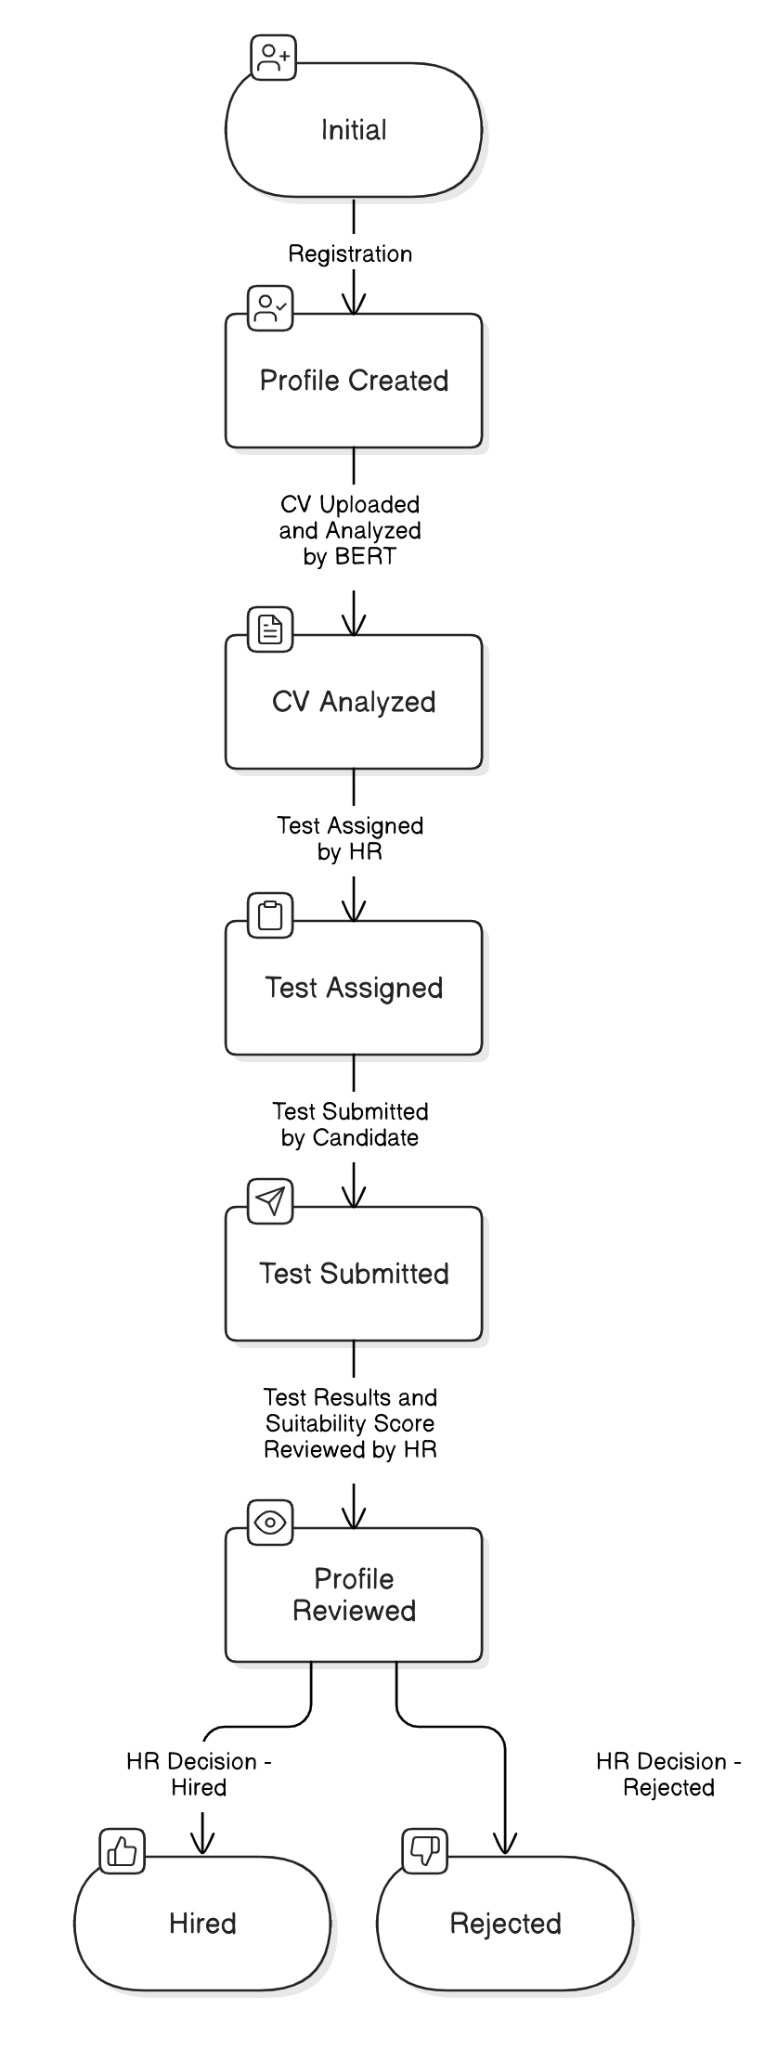 Initial
Registration
Profile Created
CV Uploaded
and Analyzed
by BERT
CV Analyzed
Test Assigned
by HR
Test Assigned
Test Submitted
by Candidate
Test Submitted
Test Results and
Suitability Score
Reviewed by HR
Profile
Reviewed
HR Decision -
Hired
HR Decision -
Rejected
Hired
Rejected